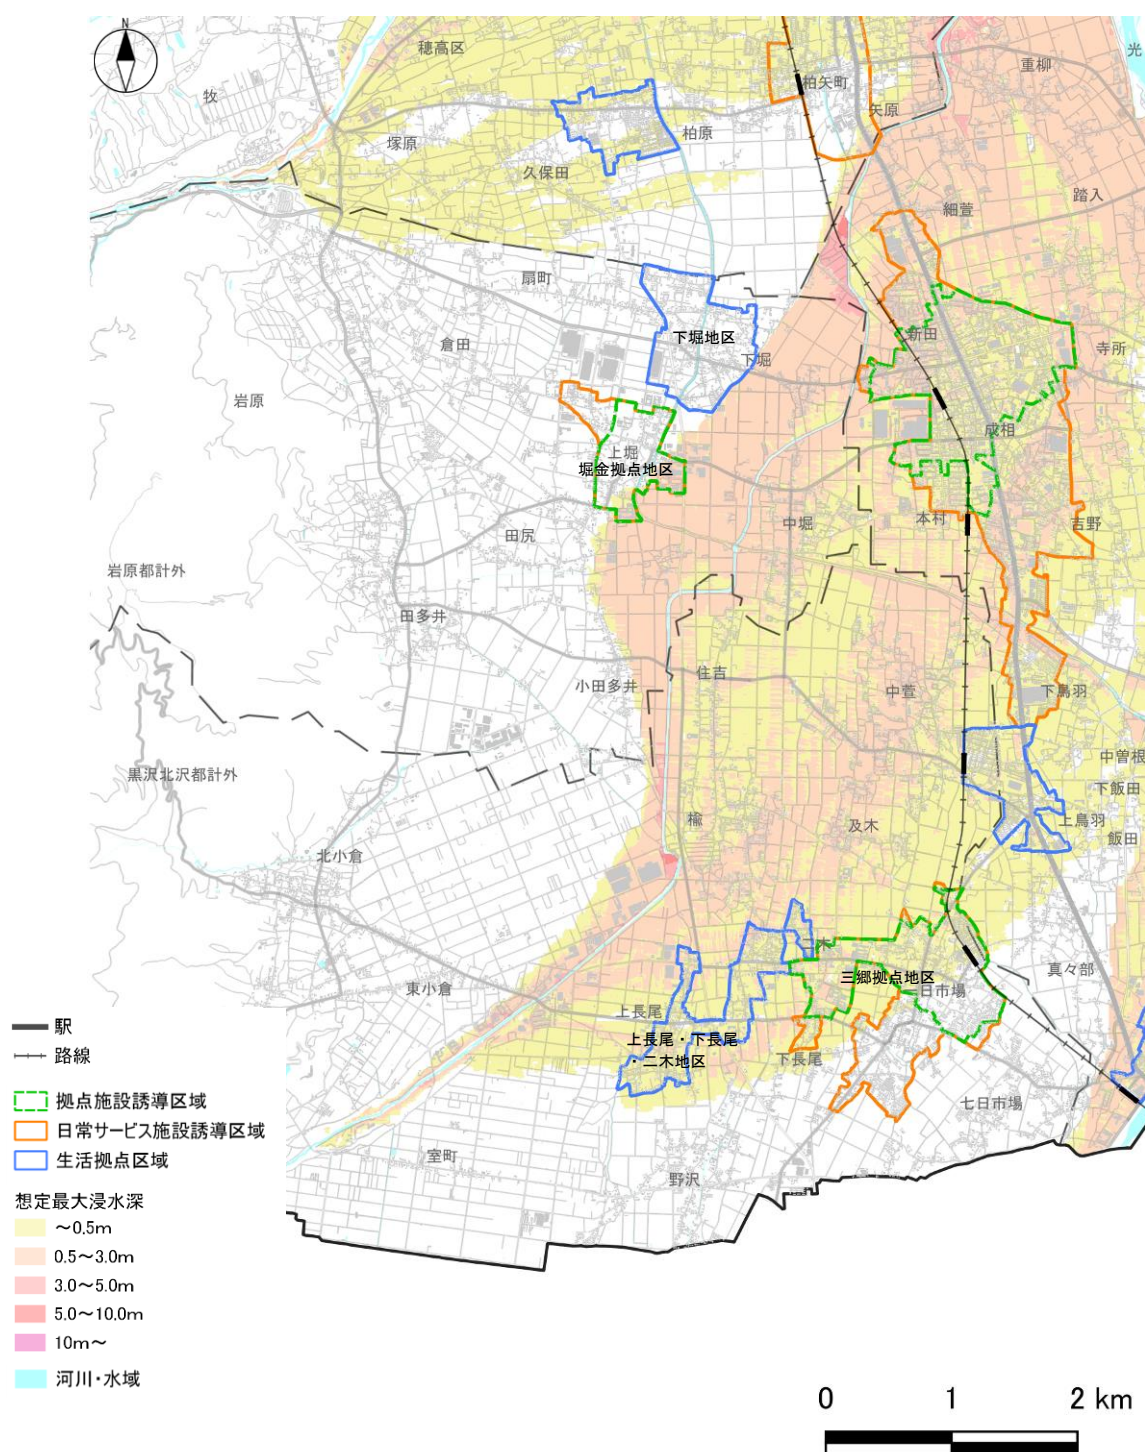 N
穂高区
光
重柳
柏矢町
牧
矢原
塚原
柏原
久保田
踏入
細萱
扇町
新田
下堀地区
倉田
下堀
寺所
岩原
成相
上堀
堀金拠点地区
中堀
本村
吉野
田尻
岩原都計外
田多井
住吉
小田多井
中萱
下鳥羽
中曽根
黒沢北沢都計外
下飯田
楡
及木
上鳥羽
飯田
北小倉
二木
真々部
三郷拠点地区
東小倉
一日市場
上長尾
上長尾・下長尾
・二木地区
下長尾
七日市場
室町
野沢
駅
路線
拠点施設誘導区域
日常サービス施設誘導区域
生活拠点区域
想定最大浸水深
~0.5m
0.5~3.0m
3.0~5.0m
5.0~10.0m
10m~
河川・水域
0 1 2 km